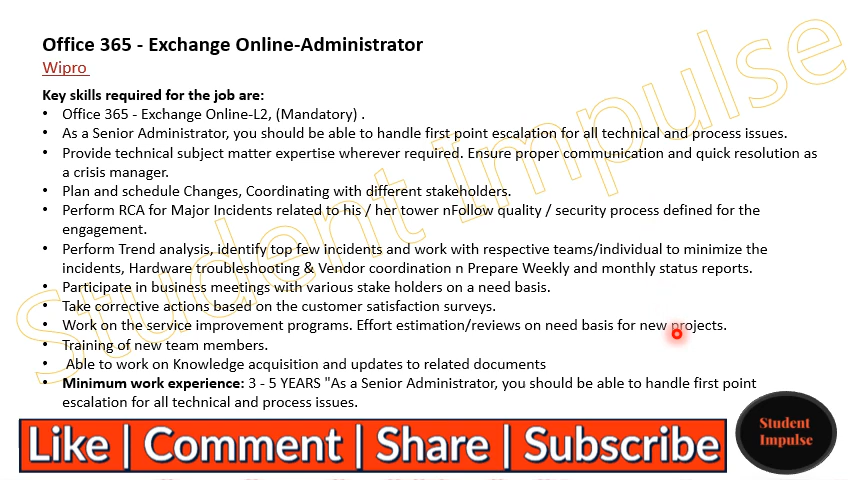 Office 365 - Exchange Online-Administrator
Wipro
Key skills required for the job are:
• Office 365 - Exchange Online-L2, (Mandatory) .
• As a Senior Administrator, you should be able to handle first point escalation for all technical and process issues.
• Provide technical subject matter expertise wherever required. Ensure proper communication and quick resolution as
a crisis manager.
• Plan and schedule Changes, Coordinating with different stakeholders.
• Perform RCA for Major Incidents related to his / her tower nFollow quality / security process defined for the
engagement.
• Perform Trend analysis, identify top few incidents and work with respective teams/individual to minimize the
incidents, Hardware troubleshooting & Vendor coordination n Prepare Weekly and monthly status reports.
• Participate in business meetings with various stake holders on a need basis.
• Take corrective actions based on the customer satisfaction surveys.
• Work on the service improvement programs. Effort estimation/reviews on need basis for new projects.
• Training of new team members.
• Able to work on Knowledge acquisition and updates to related documents
• Minimum work experience: 3 - 5 YEARS "As a Senior Administrator, you should be able to handle first point
escalation for all technical and process issues.
Student Impulse
Like | Comment | Share | Subscribe
Student
Impulse